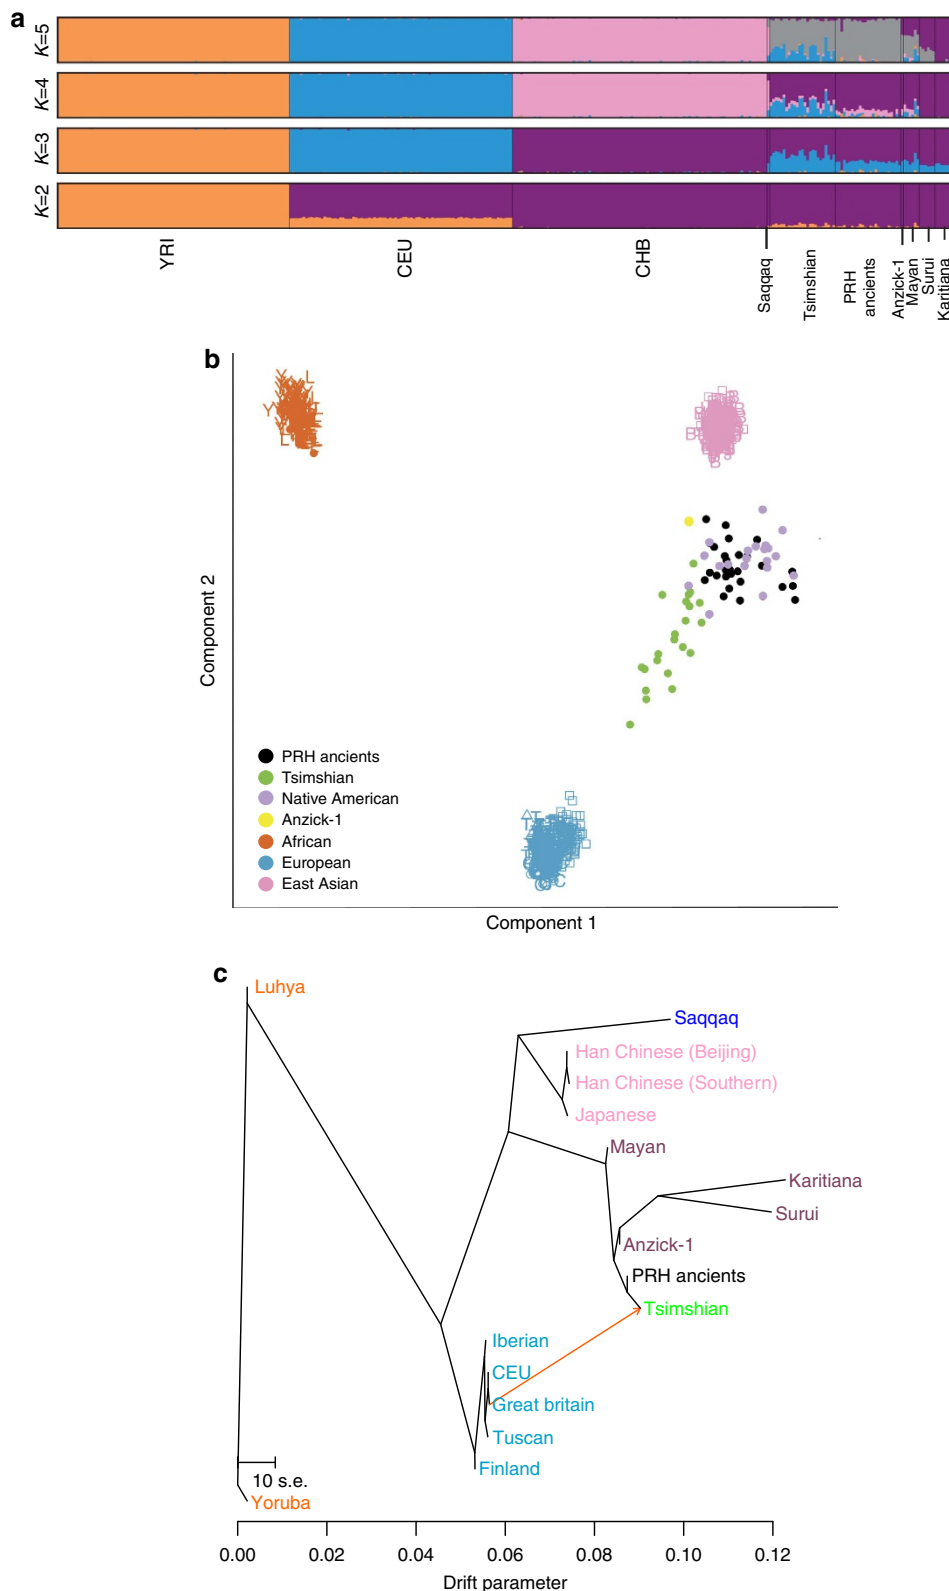 a
K=5
K=4
K=3
K=2
YRI
CEU
CHB
Saqqaq
Tsimshian
PRH
ancients
Anzick-1
Mayan
Surui
Karitiana
b
Component 2
PRH ancients
Tsimshian
Native American
Anzick-1
African
European
East Asian
Component 1
c
Luhya
Saqqaq
Han Chinese (Beijing)
Han Chinese (Southern)
Japanese
Mayan
Karitiana
Surui
Anzick-1
PRH ancients
Tsimshian
Iberian
CEU
Great britain
Tuscan
Finland
10 s.e.
Yoruba
0.00 0.02 0.04 0.06 0.08 0.10 0.12
Drift parameter